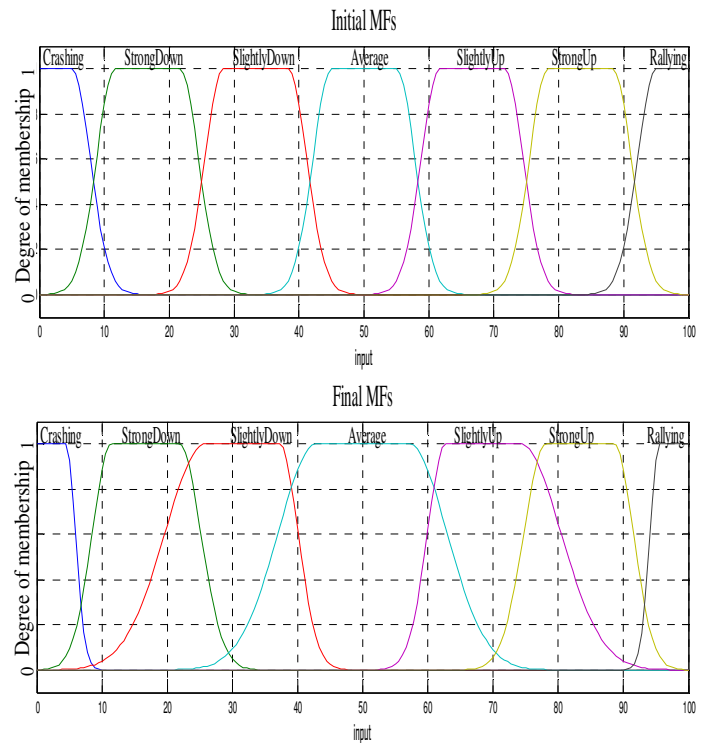 Initial MFs
Crashing StrongDown SlightlyDown Average SlightlyUp StrongUp Rallying
Degree of membership
1
0
0 10 20 30 40 50 60 70 80 90 100
input
Final MFs
Crashing StrongDown SlightlyDown Average SlightlyUp StrongUp Rallying
Degree of membership
1
0
0 10 20 30 40 50 60 70 80 90 100
input